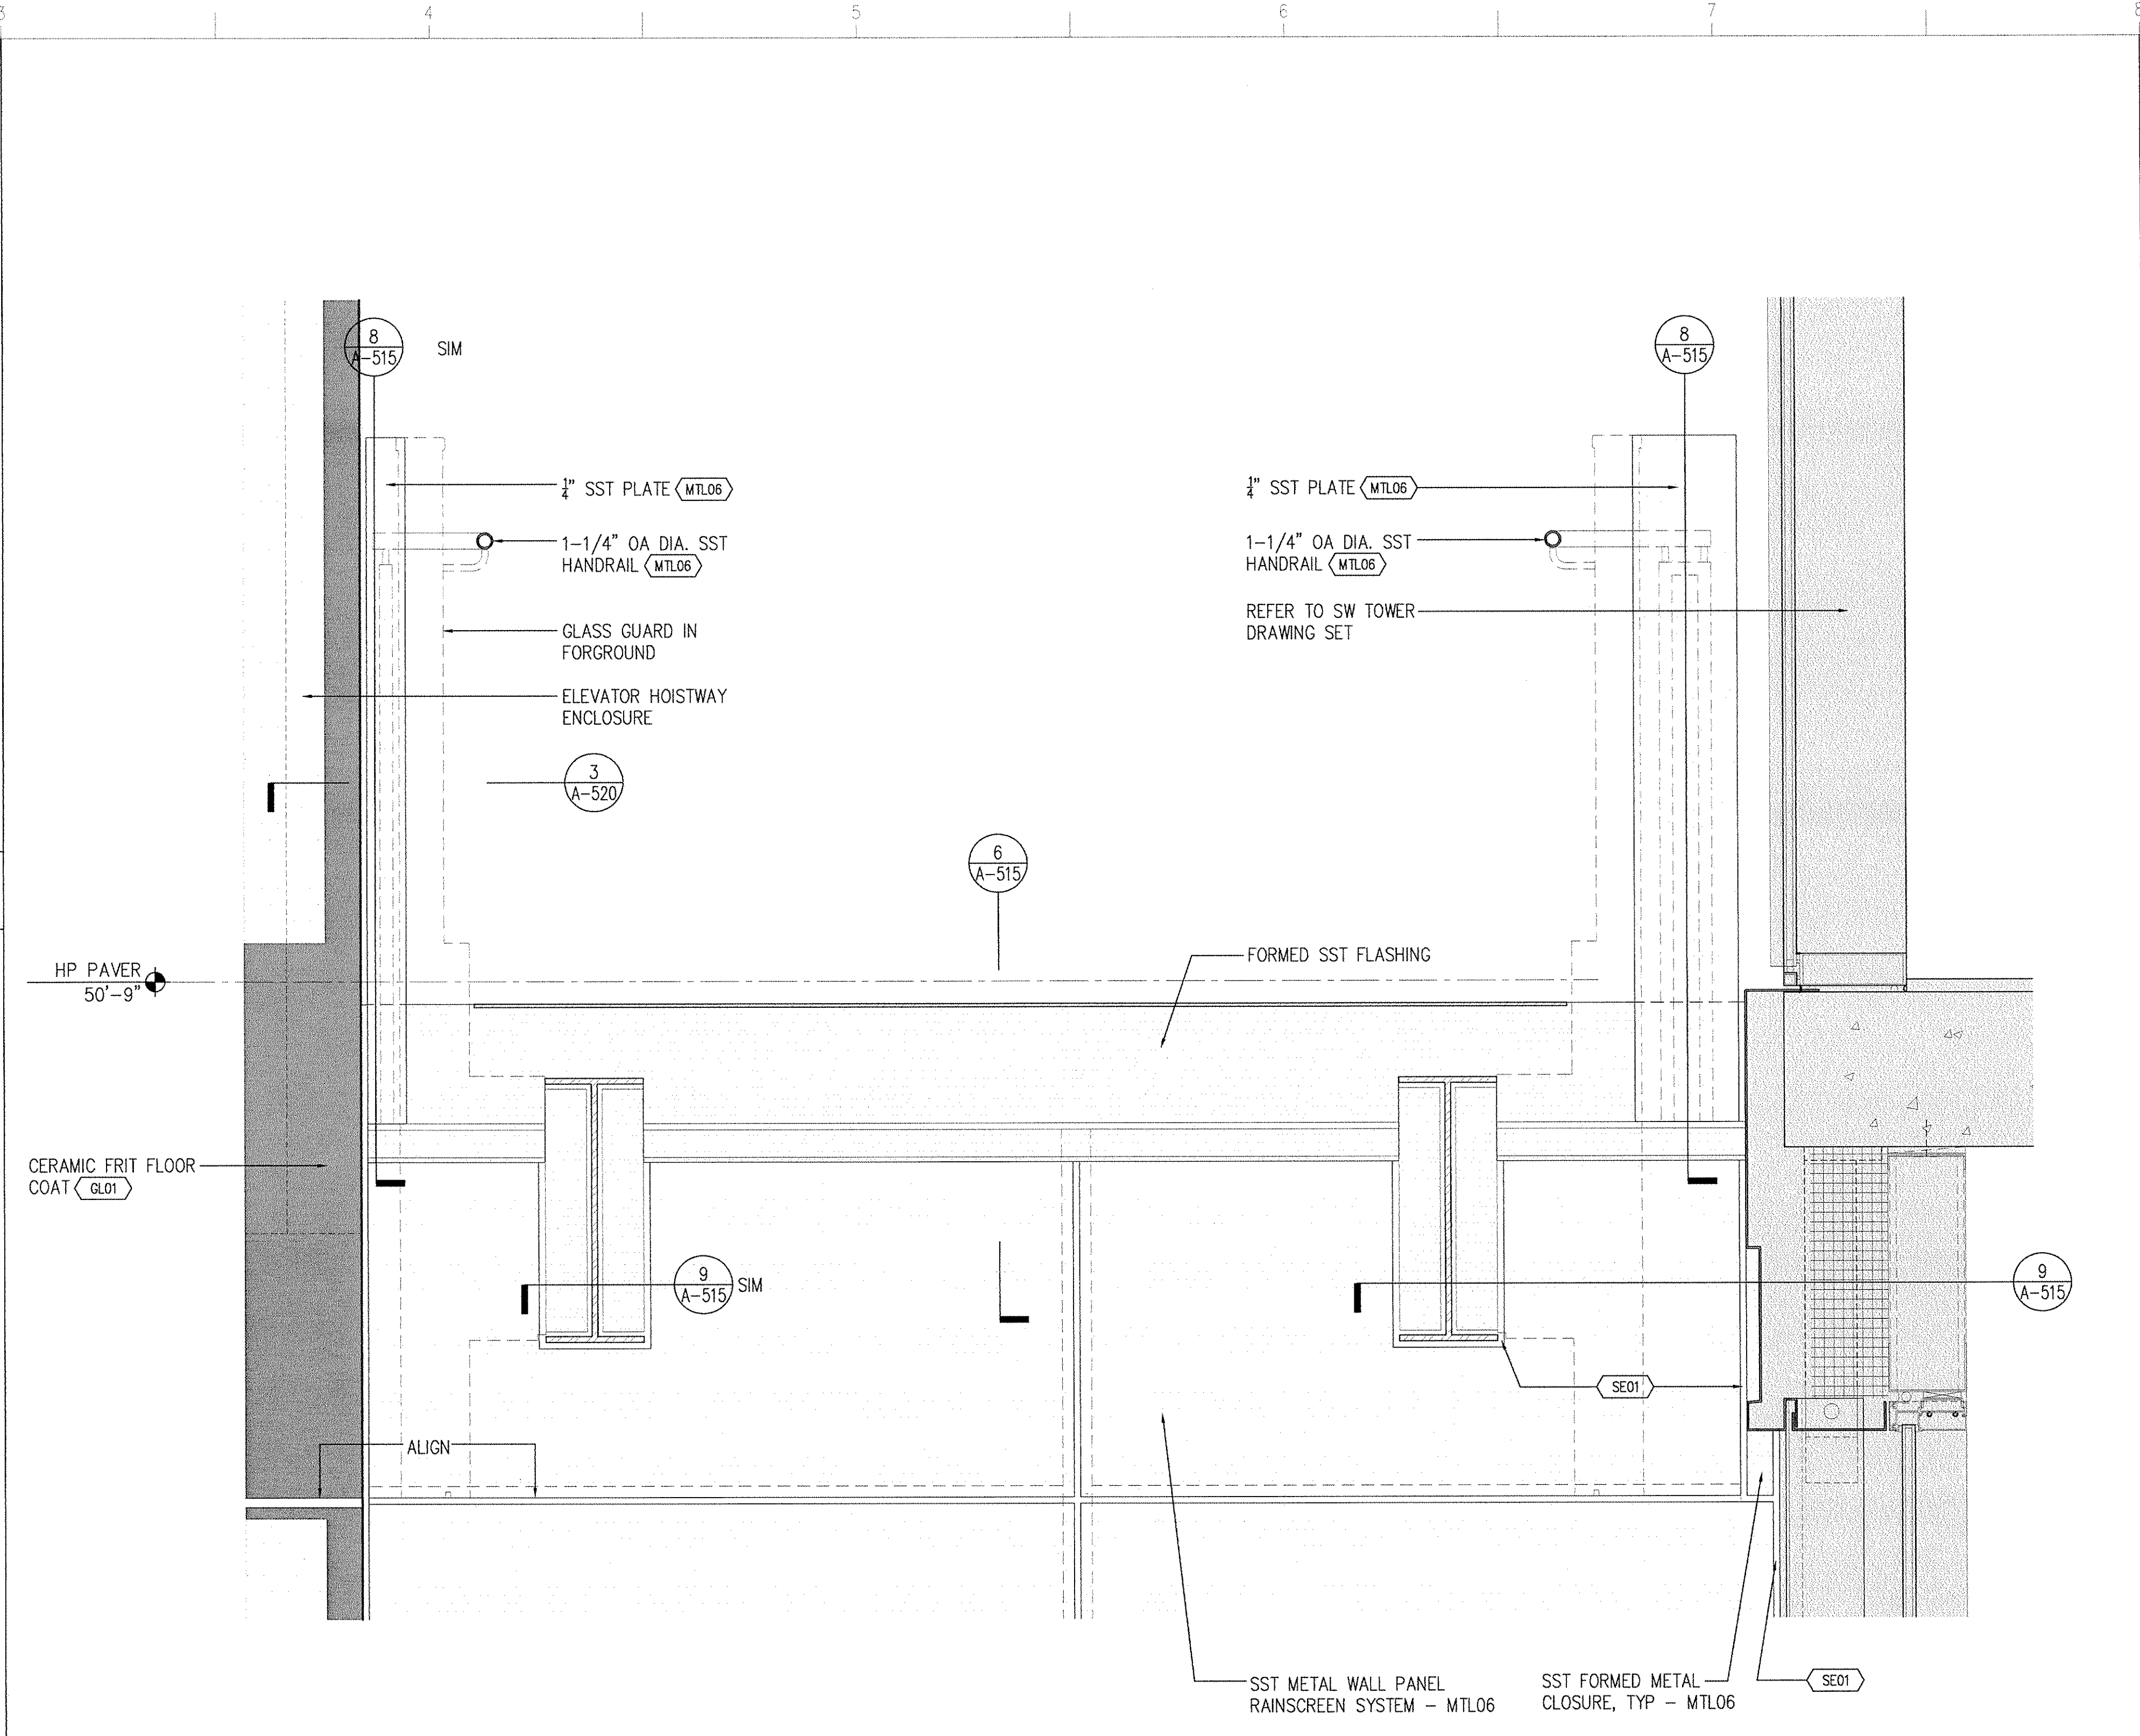 3
4
5
6
7
8
8
A-515
SIM
8
A-515
1/4" SST PLATE MTL06
1-1/4" OA DIA. SST
HANDRAIL MTL06
GLASS GUARD IN
FORGROUND
ELEVATOR HOISTWAY
ENCLOSURE
1/4" SST PLATE MTL06
1-1/4" OA DIA. SST
HANDRAIL MTL06
REFER TO SW TOWER
DRAWING SET
3
A-520
6
A-515
FORMED SST FLASHING
HP PAVER
50'-9"
CERAMIC FRIT FLOOR
COAT GL01
9
A-515
SIM
9
A-515
SE01
ALIGN
SST METAL WALL PANEL
RAINSCREEN SYSTEM - MTL06
SST FORMED METAL
CLOSURE, TYP - MTL06
SE01